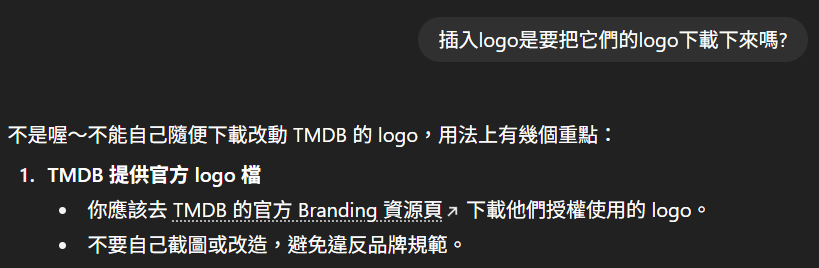 插入logo是要把它們的logo下載下來嗎?
不是喔～不能自己隨便下載改動 TMDB 的 logo，用法上有幾個重點：
1. TMDB 提供官方 logo 檔
• 你應該去 TMDB 的官方 Branding 資源頁↗ 下載他們授權使用的 logo。
• 不要自己截圖或改造，避免違反品牌規範。